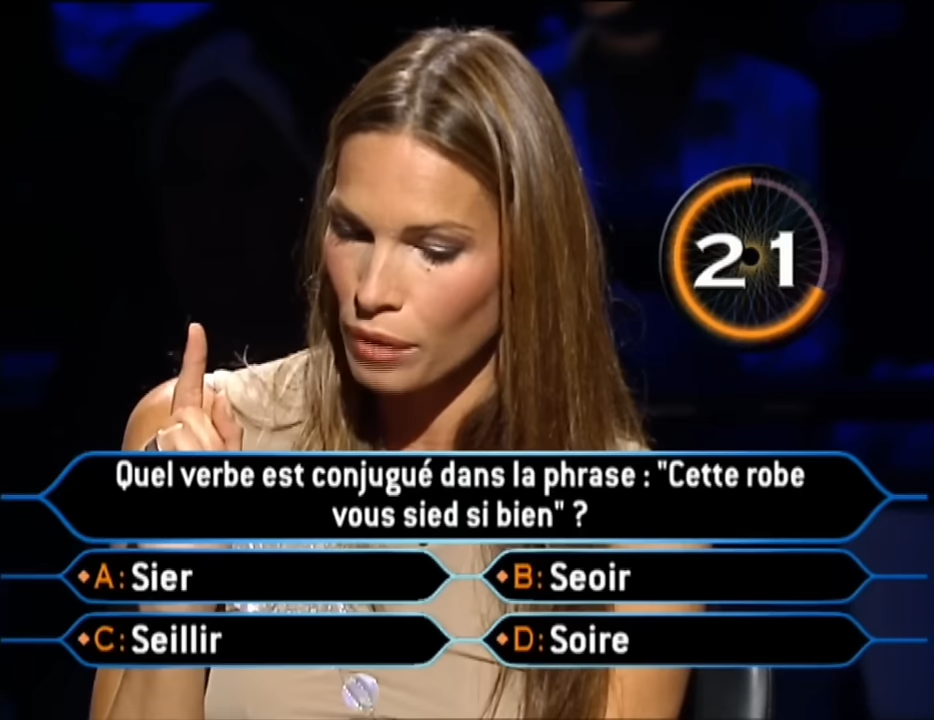 21
Quel verbe est conjugué dans la phrase : "Cette robe
vous sied si bien" ?
A: Sier
B: Seoir
C: Seillir
D: Soire